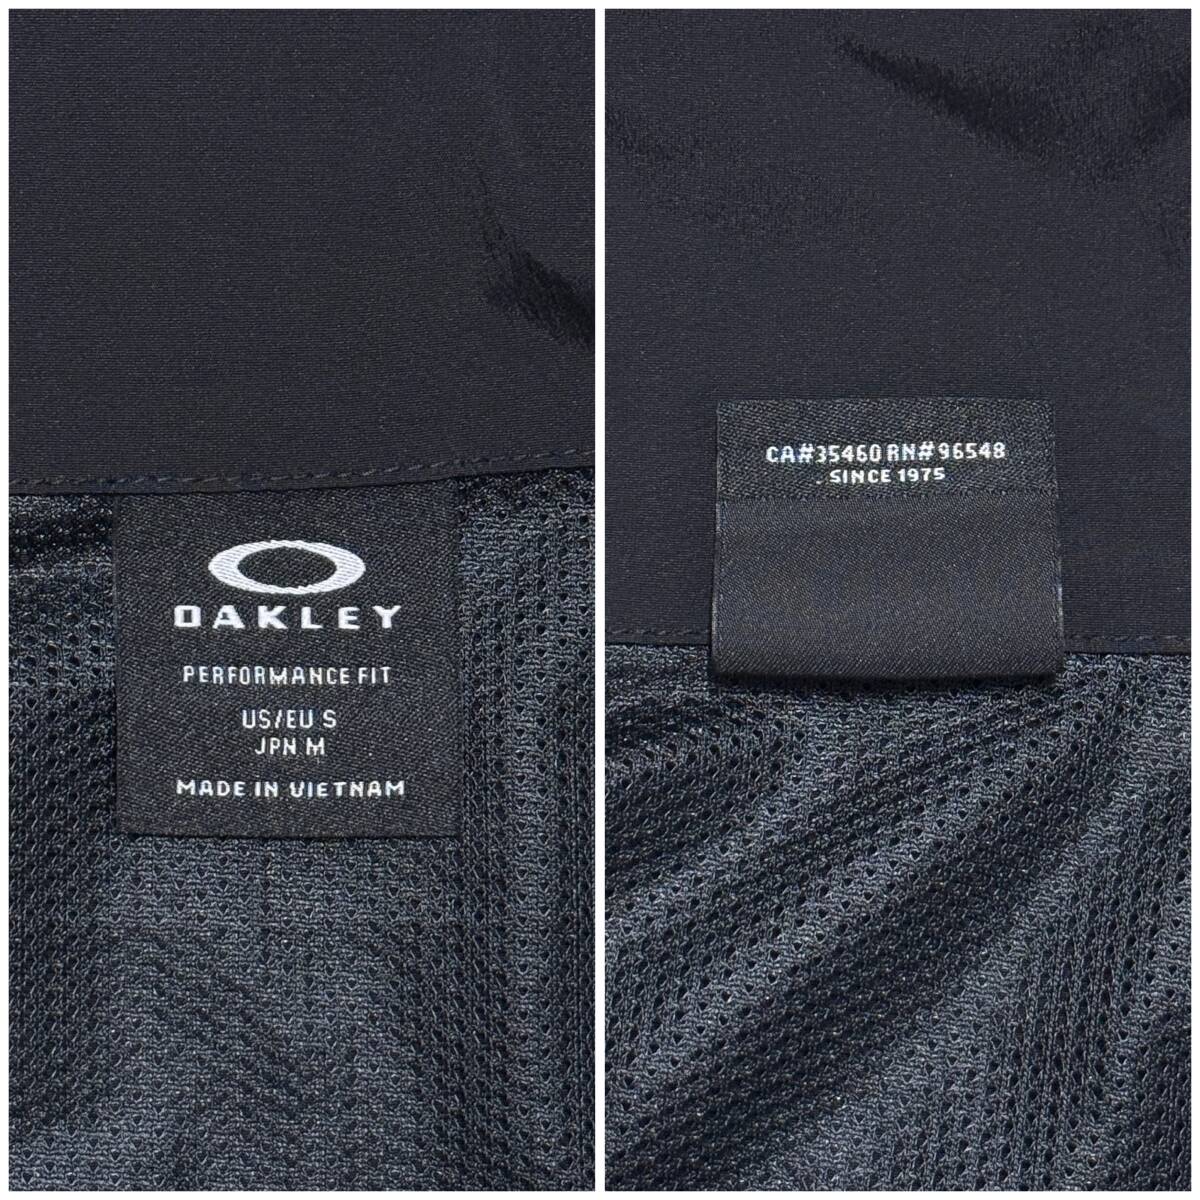 OAKLEY
PERFORMANCE FIT
US/EU S
JPN M
MADE IN VIETNAM
CA#35460 RN#96548
SINCE 1975